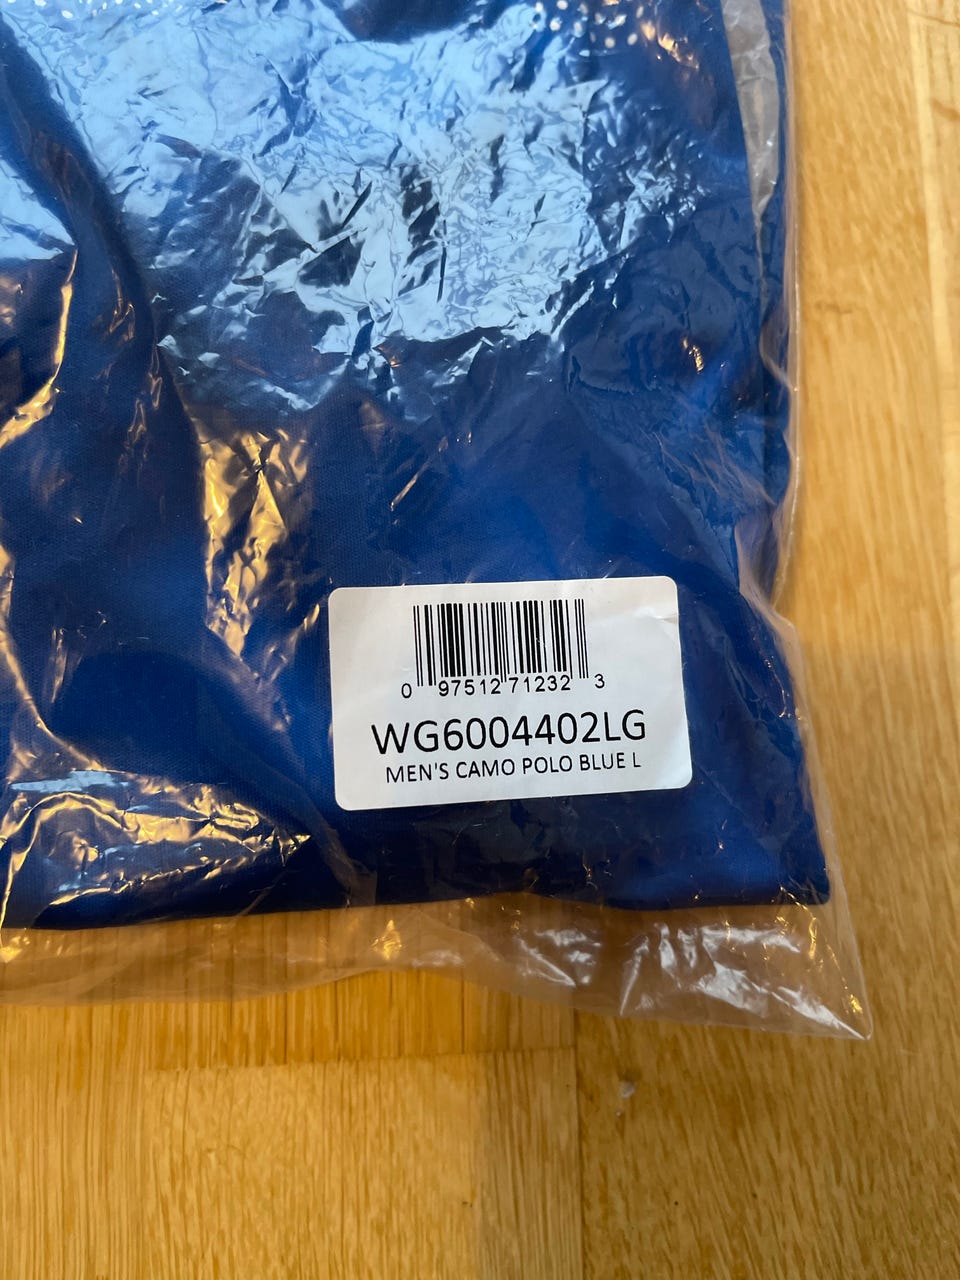 0 97512 71232 3
WG6004402LG
MEN'S CAMO POLO BLUE L